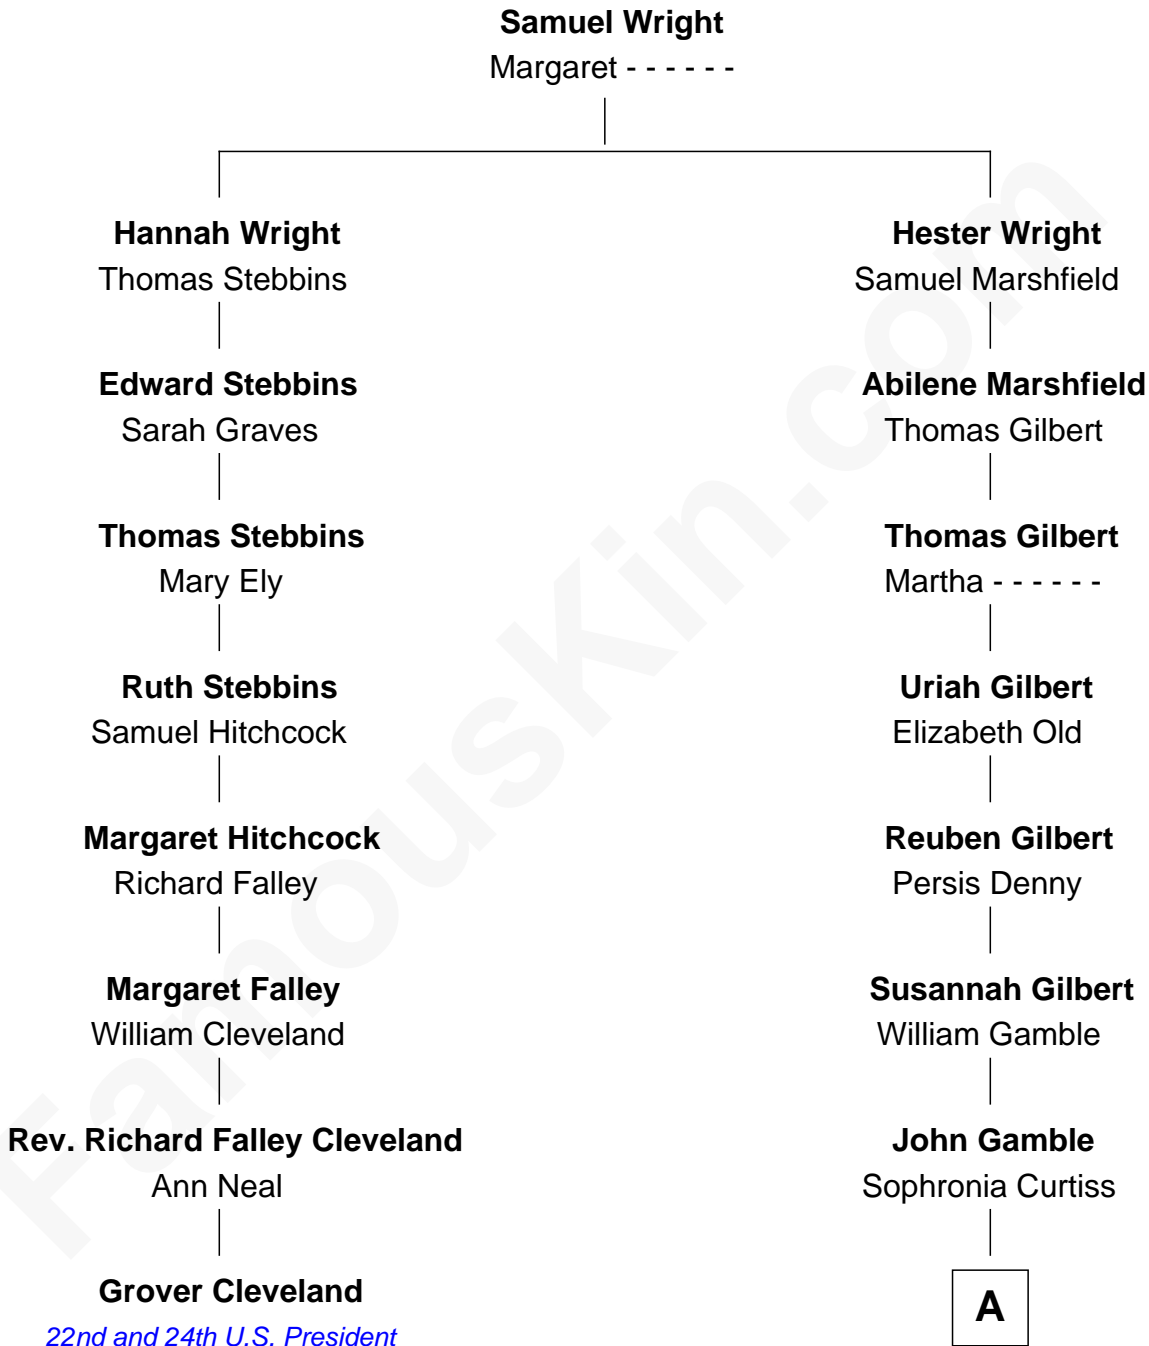 Samuel Wright
Margaret - - - - - -
Hannah Wright
Thomas Stebbins
Hester Wright
Samuel Marshfield
Edward Stebbins
Sarah Graves
Abilene Marshfield
Thomas Gilbert
Thomas Stebbins
Mary Ely
Thomas Gilbert
Martha - - - - - -
Ruth Stebbins
Samuel Hitchcock
Uriah Gilbert
Elizabeth Old
Margaret Hitchcock
Richard Falley
Reuben Gilbert
Persis Denny
Margaret Falley
William Cleveland
Susannah Gilbert
William Gamble
Rev. Richard Falley Cleveland
Ann Neal
John Gamble
Sophronia Curtiss
Grover Cleveland
22nd and 24th U.S. President
A
FamousKin.com